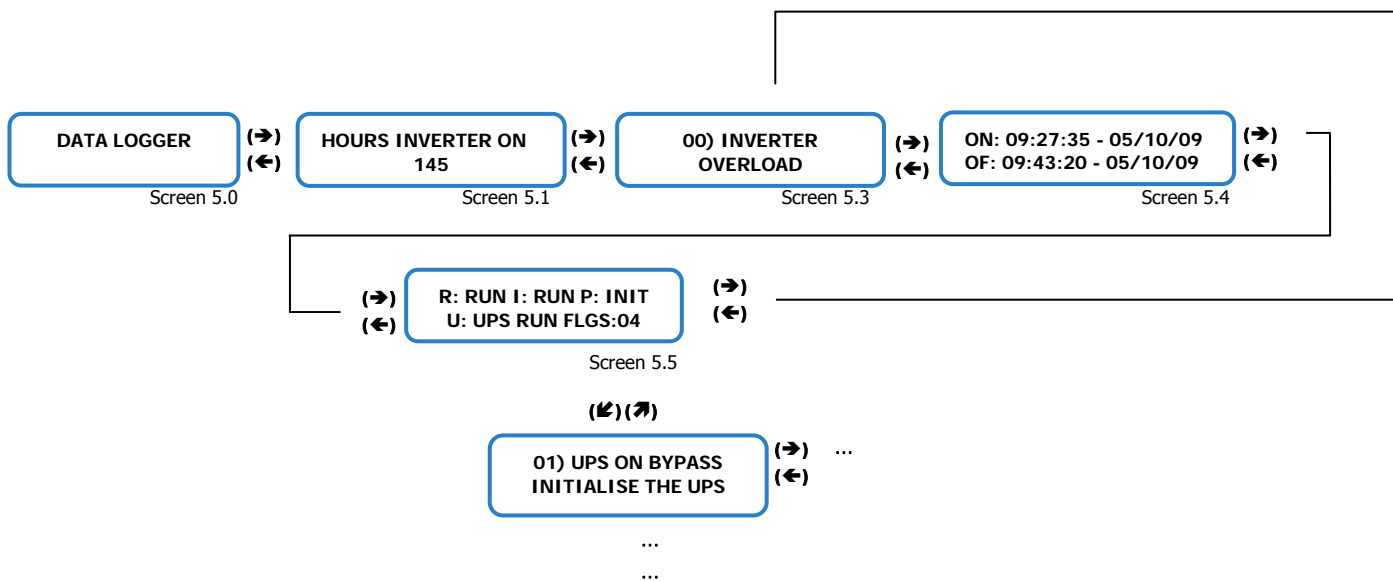 DATA LOGGER
(➔)
(←)
Screen 5.0
HOURS INVERTER ON
145
(➔)
(←)
Screen 5.1
00) INVERTER
OVERLOAD
(➔)
(←)
Screen 5.3
ON: 09:27:35 - 05/10/09
OF: 09:43:20 - 05/10/09
(➔)
(←)
Screen 5.4
(➔)
(←)
R: RUN I: RUN P: INIT
U: UPS RUN FLGS:04
(➔)
(←)
Screen 5.5
(↙)(↗)
01) UPS ON BYPASS
INITIALISE THE UPS
(➔) ...
(←)
...
...